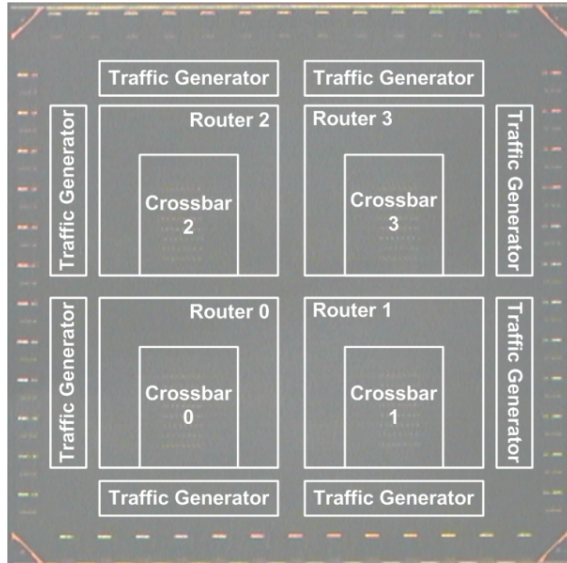 Traffic Generator
Traffic Generator
Traffic Generator
Router 2
Crossbar
2
Router 3
Crossbar
3
Traffic Generator
Traffic Generator
Router 0
Crossbar
0
Router 1
Crossbar
1
Traffic Generator
Traffic Generator
Traffic Generator